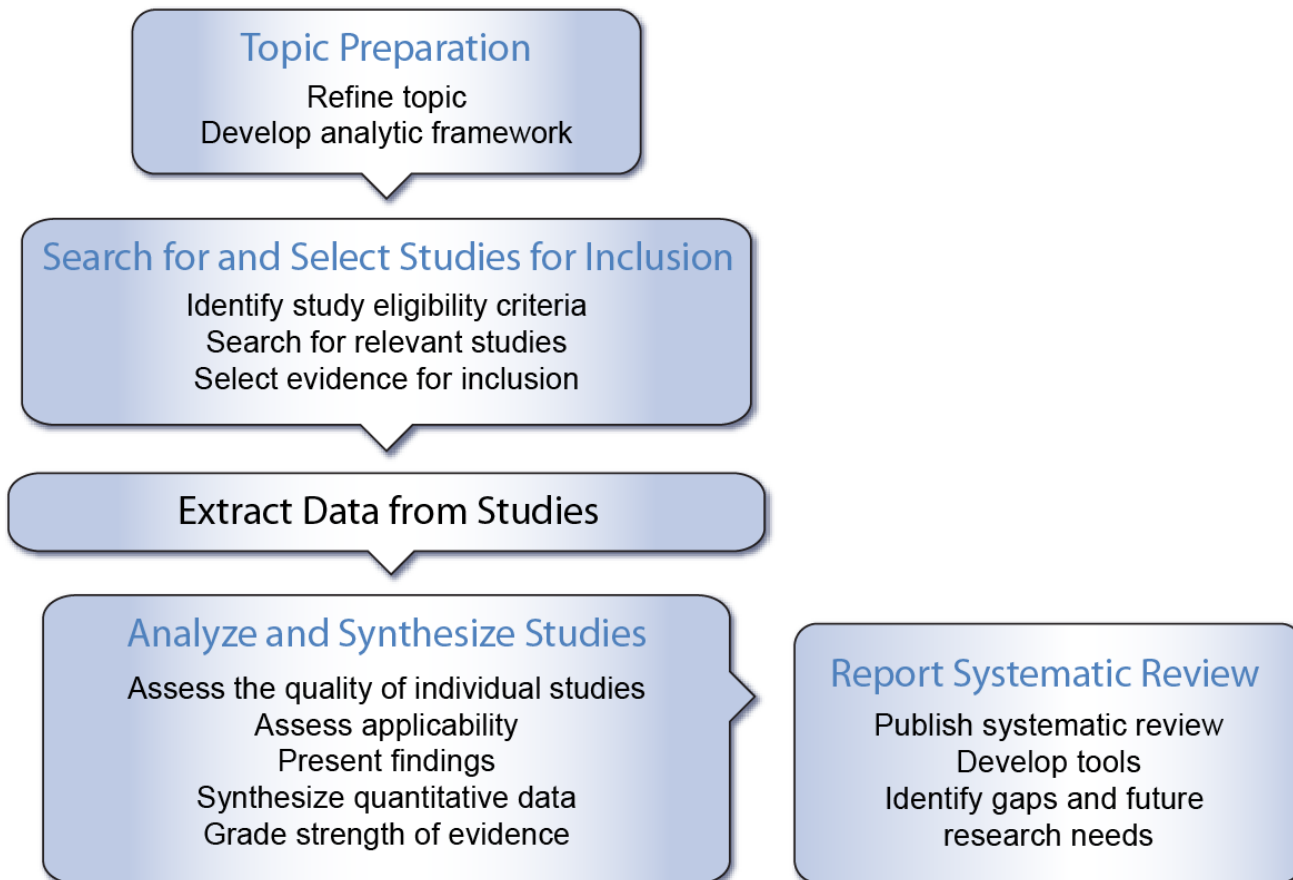 Topic Preparation
Refine topic
Develop analytic framework
Search for and Select Studies for Inclusion
Identify study eligibility criteria
Search for relevant studies
Select evidence for inclusion
Extract Data from Studies
Analyze and Synthesize Studies
Assess the quality of individual studies
Assess applicability
Present findings
Synthesize quantitative data
Grade strength of evidence
Report Systematic Review
Publish systematic review
Develop tools
Identify gaps and future
research needs